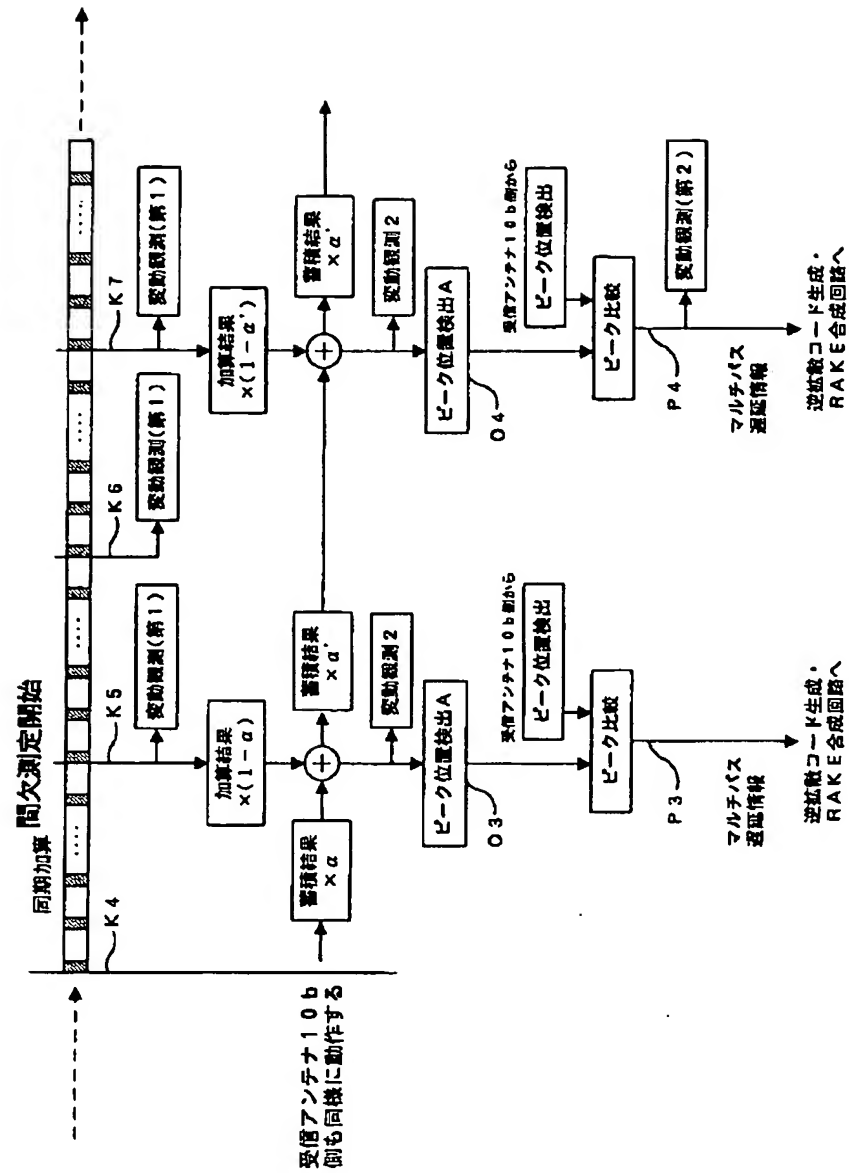 間欠測定開始
同期加算
K4
K5
K6
K7
変動観測(第1)
変動観測(第1)
変動観測(第1)
加算結果
×(1-α)
加算結果
×(1-α')
受信アンテナ10b
側も同様に動作する
蓄積結果
×α
蓄積結果
×α'
蓄積結果
×α'
変動観測2
変動観測2
ピーク位置検出A
O3
ピーク位置検出A
O4
受信アンテナ10b側から
ピーク位置検出
受信アンテナ10b側から
ピーク位置検出
ピーク比較
ピーク比較
P3
P4
変動観測(第2)
マルチパス
遅延情報
マルチパス
遅延情報
逆拡散コード生成・
RAKE合成回路へ
逆拡散コード生成・
RAKE合成回路へ